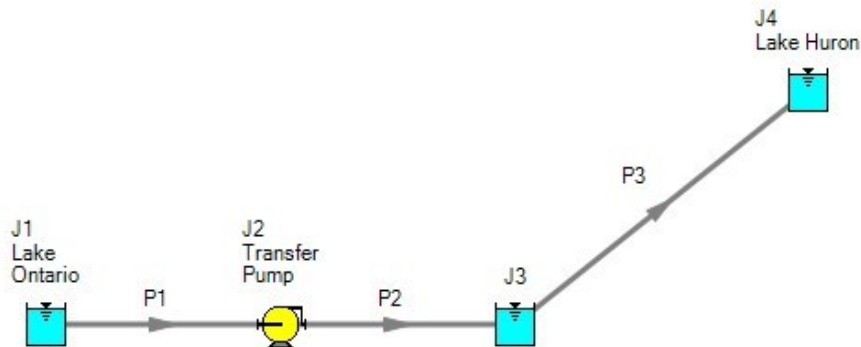 J4
Lake Huron
P3
J1
Lake
Ontario
P1
J2
Transfer
Pump
P2
J3